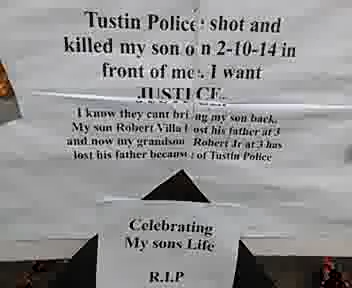 Tustin Police shot and
killed my son on 2-10-14 in
front of me. I want
JUSTICE.
I know they cant bring my son back.
My son Robert Villa lost his father at 3
and now my grandson Robert Jr at 3 has
lost his father because of Tustin Police
Celebrating
My sons Life
R.I.P